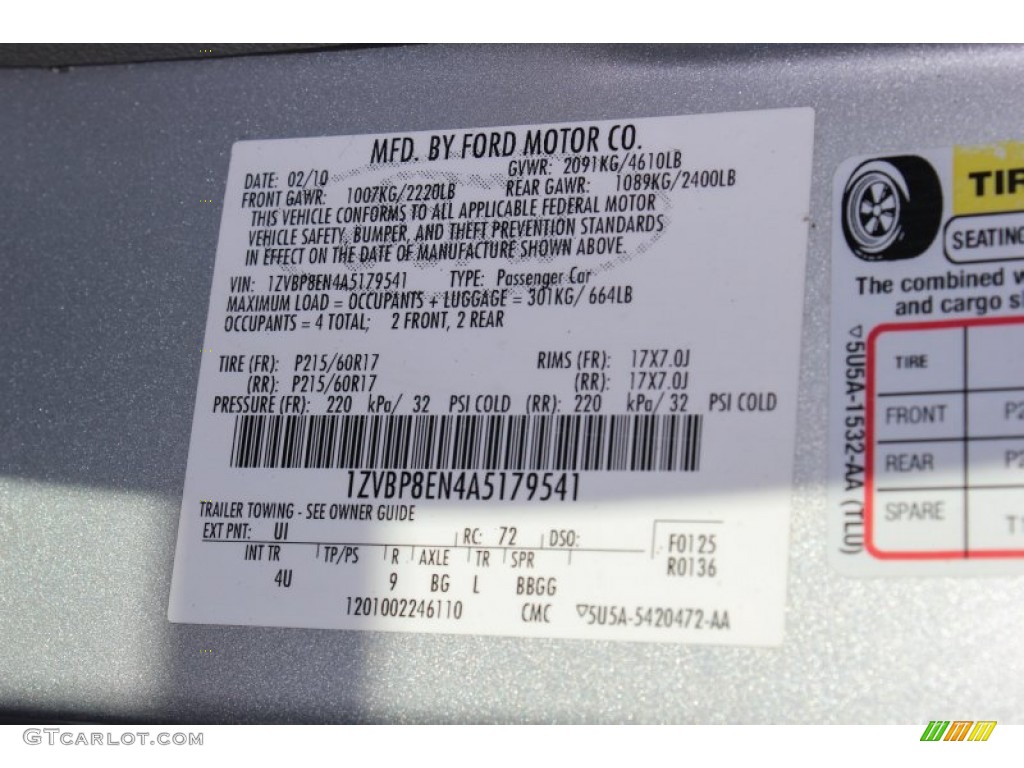 MFD. BY FORD MOTOR CO.
DATE: 02/10 GVWR: 2091KG/4610LB
FRONT GAWR: 1007KG/2220LB REAR GAWR: 1089KG/2400LB
THIS VEHICLE CONFORMS TO ALL APPLICABLE FEDERAL MOTOR
VEHICLE SAFETY, BUMPER, AND THEFT PREVENTION STANDARDS
IN EFFECT ON THE DATE OF MANUFACTURE SHOWN ABOVE.
VIN: 1ZVBP8EN4A5179541 TYPE: Passenger Car
MAXIMUM LOAD = OCCUPANTS + LUGGAGE = 301KG/ 664LB
OCCUPANTS = 4 TOTAL; 2 FRONT, 2 REAR
TIRE (FR): P215/60R17 RIMS (FR): 17X7.0J
(RR): P215/60R17 (RR): 17X7.0J
PRESSURE (FR): 220 kPa/ 32 PSI COLD (RR): 220 kPa/ 32 PSI COLD
1ZVBP8EN4A5179541
TRAILER TOWING - SEE OWNER GUIDE
EXT PNT: UI RC: 72 DSO:
F0125
R0136
INT TR TP/PS R AXLE TR SPR
4U 9 BG L BBGG
1201002246110 CMC ▽5U5A-5420472-AA
TIR
SEATING
The combined w
and cargo s
▽5U5A-1532-AA (TLU)
TIRE
FRONT P2
REAR P2
SPARE T1
GTCarLot.com